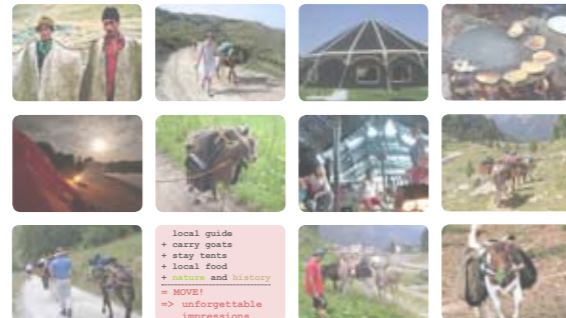 local guide
+ carry goats
+ stay tents
+ local food
+ nature and history
= MOVE!
=> unforgettable
impressions